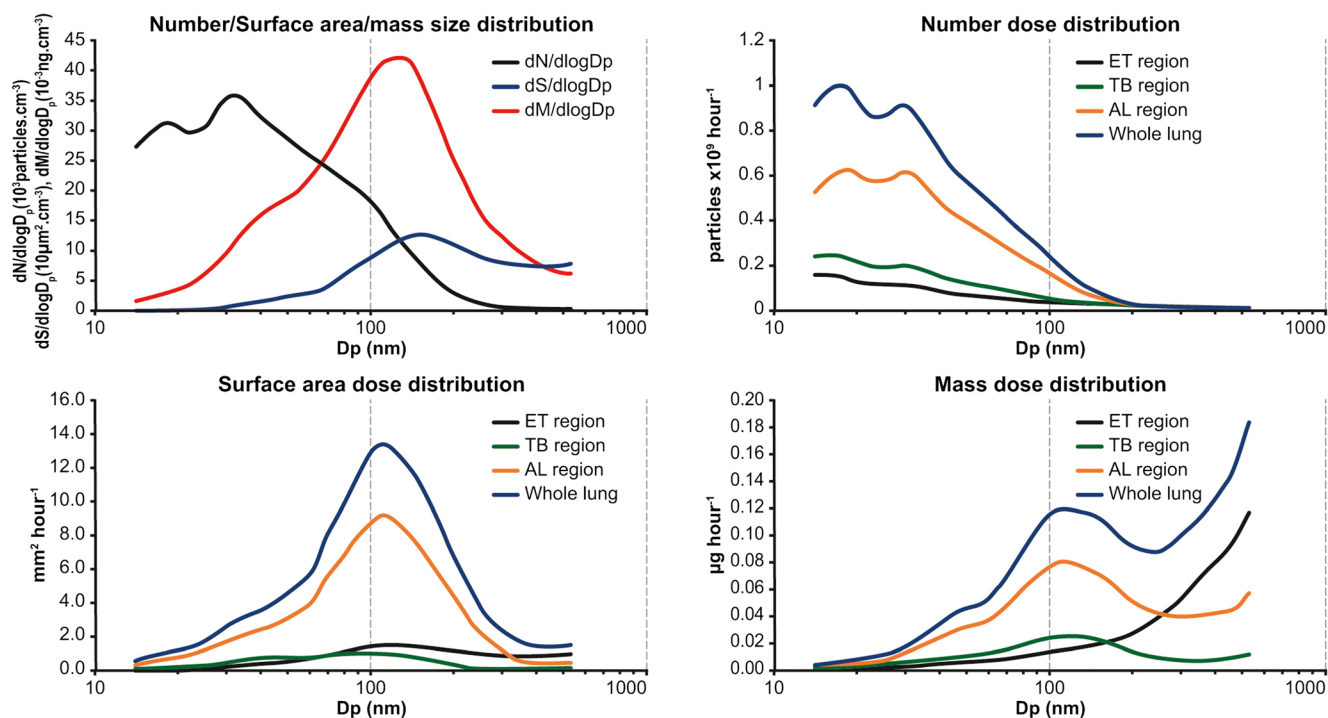 Number/Surface area/mass size distribution
dN/dlogDp(10³particles.cm⁻³)
dS/dlogDp(10µm².cm⁻³), dM/dlogDp(10⁻³ng.cm⁻³)
45
40
35
30
25
20
15
10
5
0
dN/dlogDp
dS/dlogDp
dM/dlogDp
10
100
1000
Dp (nm)
Number dose distribution
particles x10⁹ hour⁻¹
1.2
1
0.8
0.6
0.4
0.2
0
ET region
TB region
AL region
Whole lung
10
100
1000
Dp (nm)
Surface area dose distribution
mm² hour⁻¹
16.0
14.0
12.0
10.0
8.0
6.0
4.0
2.0
0.0
ET region
TB region
AL region
Whole lung
10
100
1000
Dp (nm)
Mass dose distribution
µg hour⁻¹
0.20
0.18
0.16
0.14
0.12
0.10
0.08
0.06
0.04
0.02
0.00
ET region
TB region
AL region
Whole lung
10
100
1000
Dp (nm)